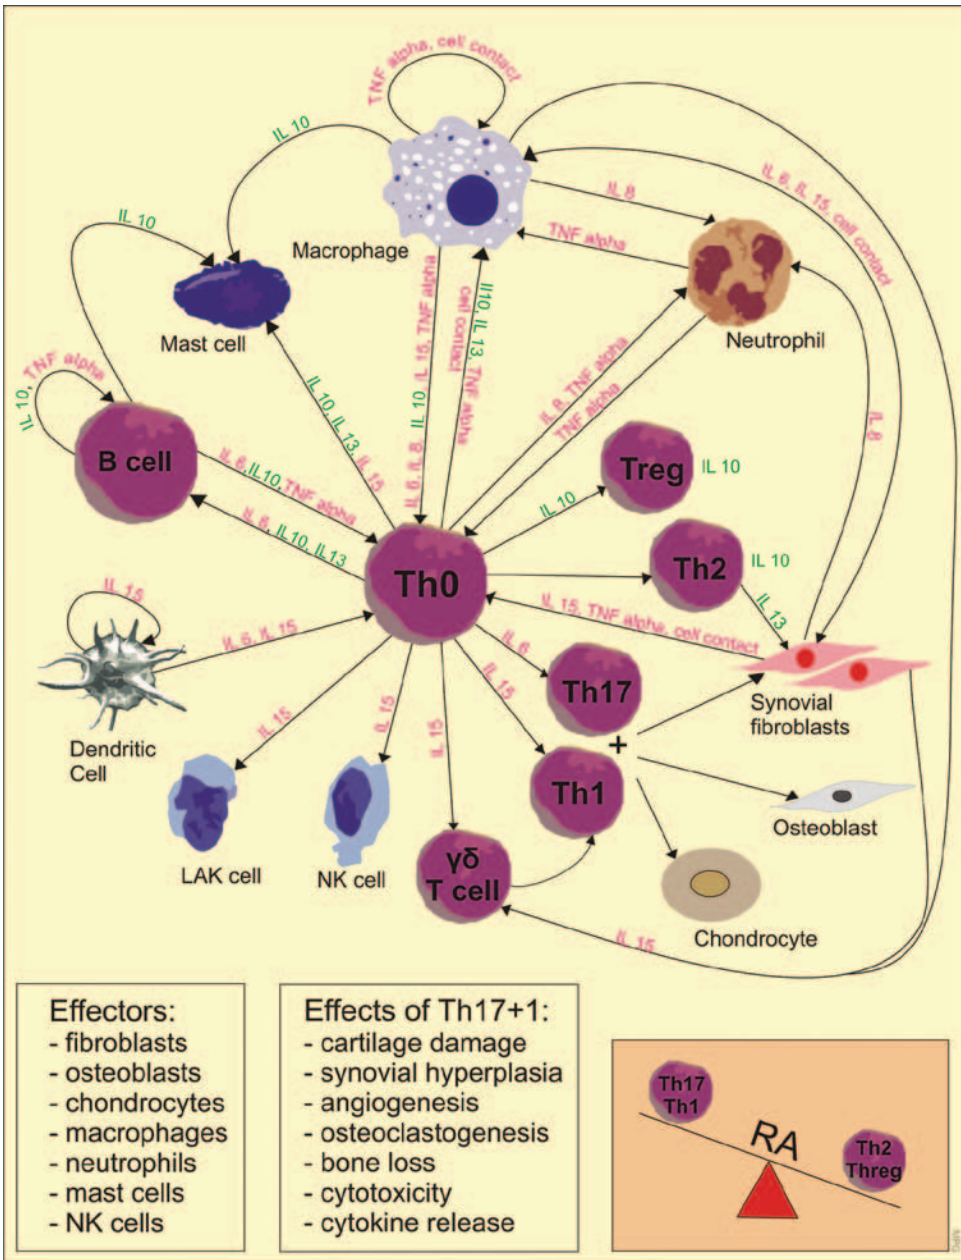 TNF alpha, cell contact
IL 10
IL 8
IL 6, IL 15, cell contact
Macrophage
TNF alpha
IL 10
Mast cell
Neutrophil
IL 6, IL 8, IL 10, IL 15, TNF alpha
Il10, IL 13, TNF alpha
cell contact
IL 8, TNF alpha
TNF alpha
IL 8
IL 10, TNF alpha
B cell
IL 10, IL 13, IL 15
Treg
IL 10
IL 6,IL10,TNF alpha
IL 6, IL10, IL13
IL 10
Th0
Th2
IL 10
IL 13
IL 15
IL 6, IL 15
IL 15, TNF alpha, cell contact
IL 6
IL 15
Th17
Synovial
fibroblasts
Dendritic
Cell
IL 15
IL 15
IL 15
+
Th1
Osteoblast
LAK cell
NK cell
γδ
T cell
IL 15
Chondrocyte
Effectors:
- fibroblasts
- osteoblasts
- chondrocytes
- macrophages
- neutrophils
- mast cells
- NK cells
Effects of Th17+1:
- cartilage damage
- synovial hyperplasia
- angiogenesis
- osteoclastogenesis
- bone loss
- cytotoxicity
- cytokine release
Th17
Th1
RA
Th2
Threg